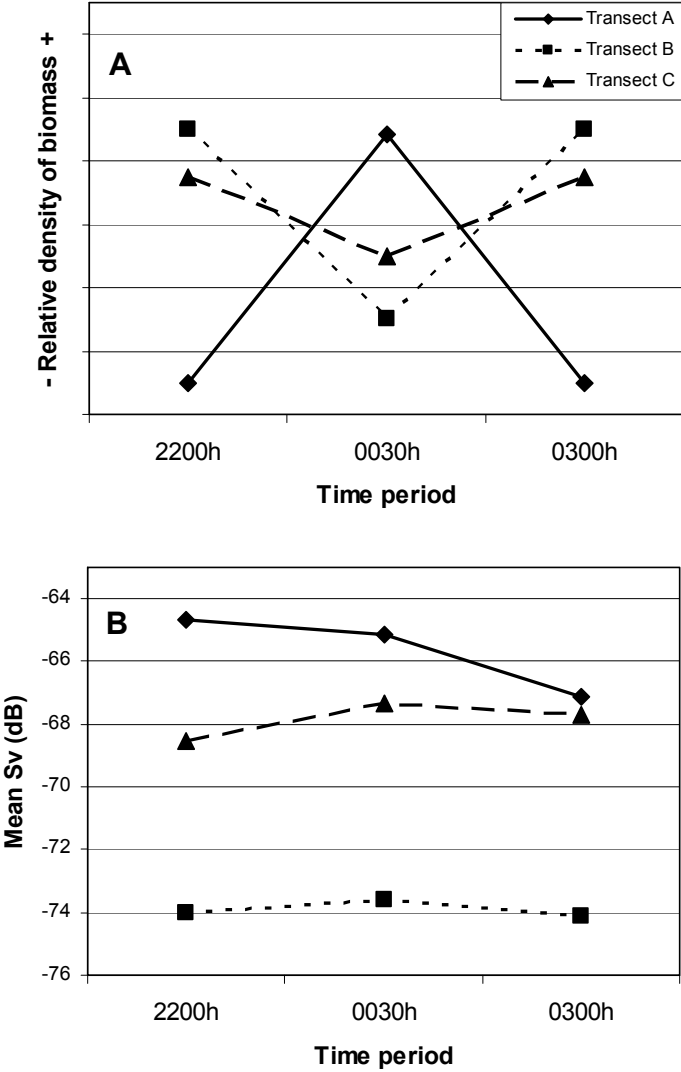 Transect A
Transect B
Transect C
A
- Relative density of biomass +
2200h 0030h 0300h
Time period
-64
-66
-68
-70
-72
-74
-76
B
Mean Sv (dB)
2200h 0030h 0300h
Time period